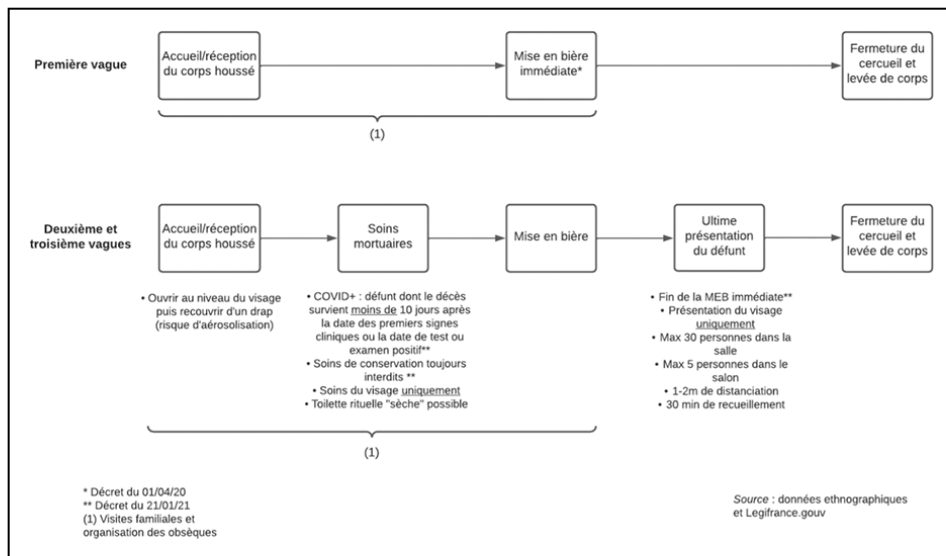 Première vague
Accueil/réception
du corps houssé
Mise en bière
immédiate*
Fermeture du
cercueil et
levée de corps
(1)
Deuxième et
troisième vagues
Accueil/réception
du corps houssé
Soins
mortuaires
Mise en bière
Ultime
présentation
du défunt
Fermeture du
cercueil et
levée de corps
• Ouvrir au niveau du visage
puis recouvrir d'un drap
(risque d'aérosolisation)
• COVID+ : défunt dont le décès
survient moins de 10 jours après
la date des premiers signes
cliniques ou la date de test ou
examen positif**
• Soins de conservation toujours
interdits **
• Soins du visage uniquement
• Toilette rituelle "sèche" possible
• Fin de la MEB immédiate**
• Présentation du visage
uniquement
• Max 30 personnes dans la
salle
• Max 5 personnes dans le
salon
• 1-2m de distanciation
• 30 min de recueillement
(1)
* Décret du 01/04/20
** Décret du 21/01/21
(1) Visites familiales et
organisation des obsèques
Source : données ethnographiques
et Legifrance.gouv